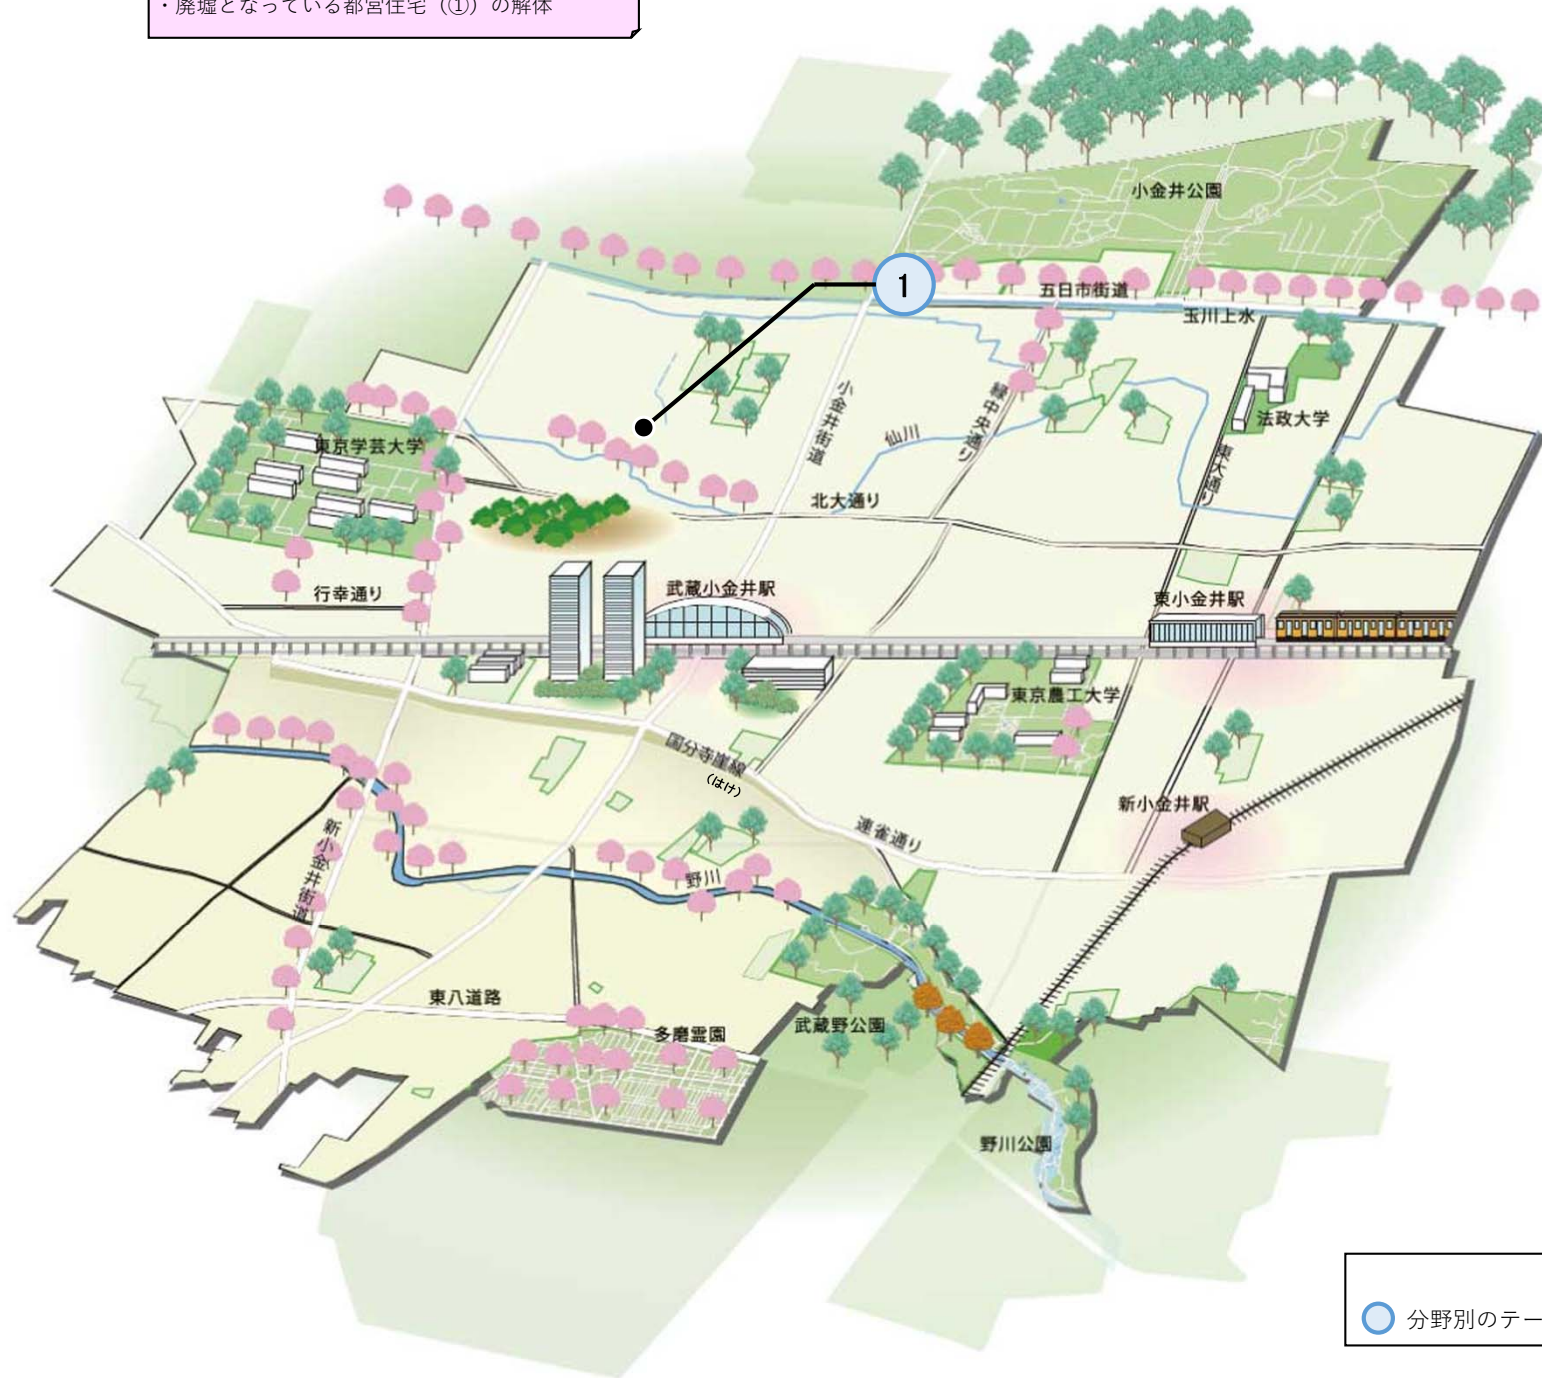 ・廃墟となっている都営住宅（①）の解体
小金井公園
1
五日市街道
玉川上水
小金井街道
緑中央通り
仙川
法政大学
東大通り
東京学芸大学
北大通り
行幸通り
武蔵小金井駅
東小金井駅
東京農工大学
国分寺崖線
（はけ）
新小金井駅
連雀通り
新小金井街道
野川
東八道路
武蔵野公園
多磨霊園
野川公園
分野別のテー